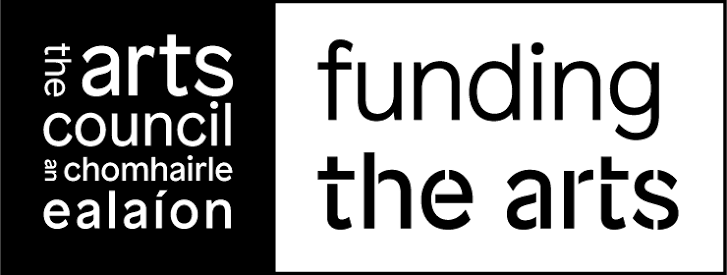 the arts
council
an chomhairle
ealaíon
funding
the arts